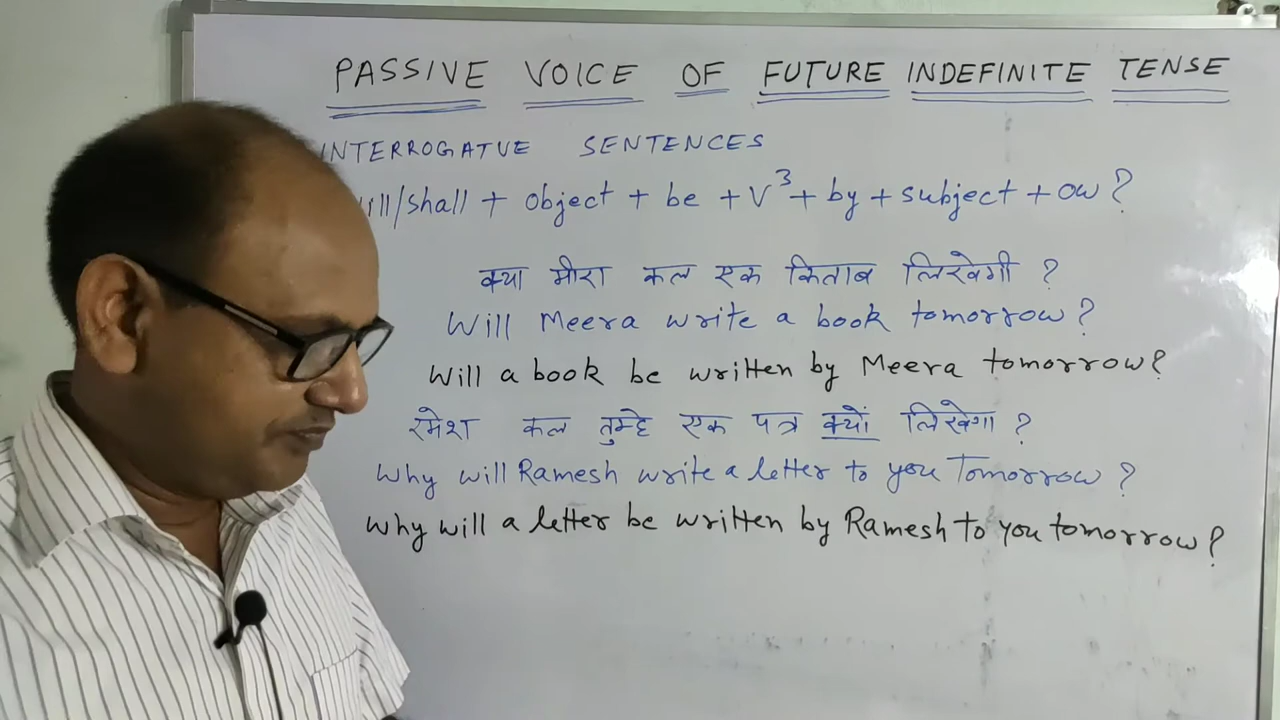 PASSIVE VOICE OF FUTURE INDEFINITE TENSE
INTERROGATVE SENTENCES
/shall + object + be + V³ + by + subject + ow ?
क्या मीरा कल एक किताब लिखेगी ?
Will Meera write a book tomorrow?
Will a book be written by Meera tomorrow?
रमेश कल तुम्हे एक पत्र क्यों लिखेगा ?
Why will Ramesh write a letter to you Tomorrow ?
Why will a letter be written by Ramesh to you tomorrow?